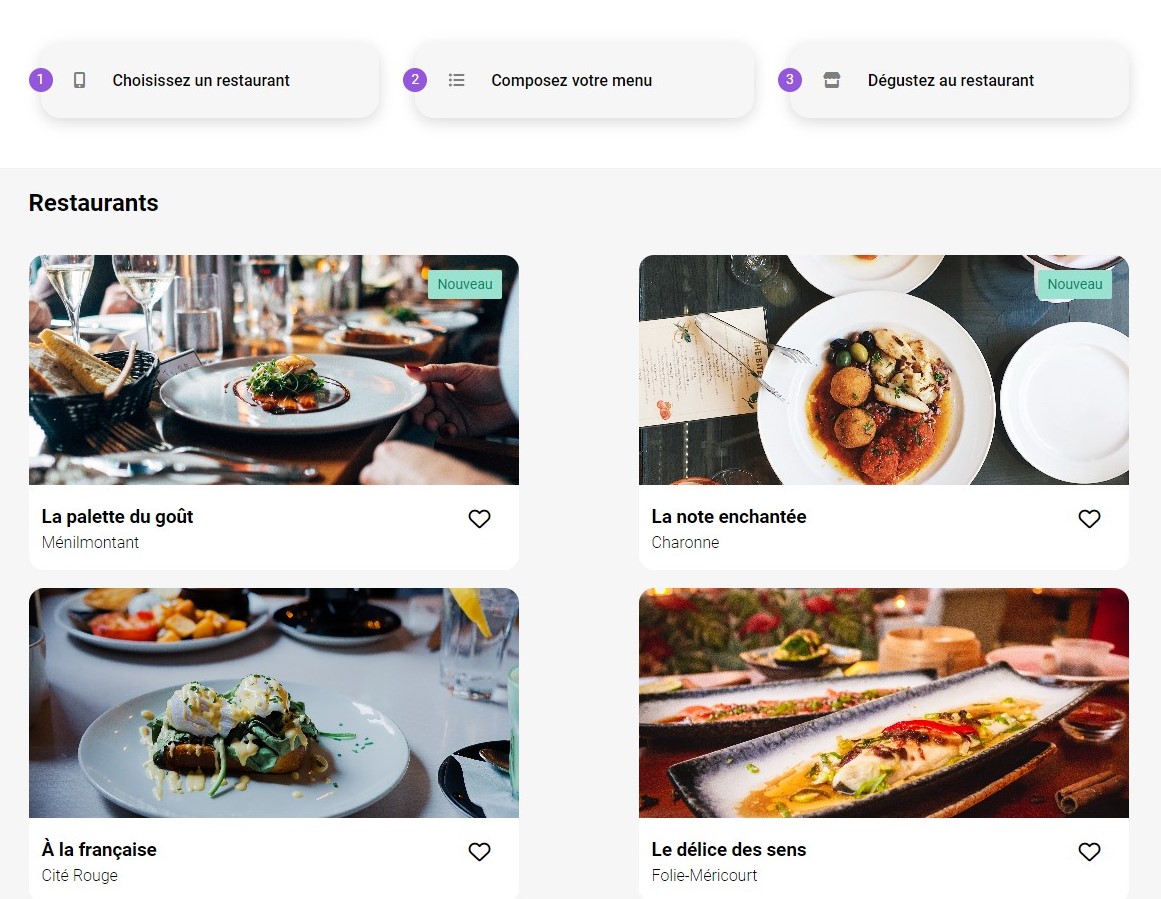 1 Choisissez un restaurant
2 Composez votre menu
3 Dégustez au restaurant
Restaurants
Nouveau
Nouveau
La palette du goût
Ménilmontant
La note enchantée
Charonne
À la française
Cité Rouge
Le délice des sens
Folie-Méricourt